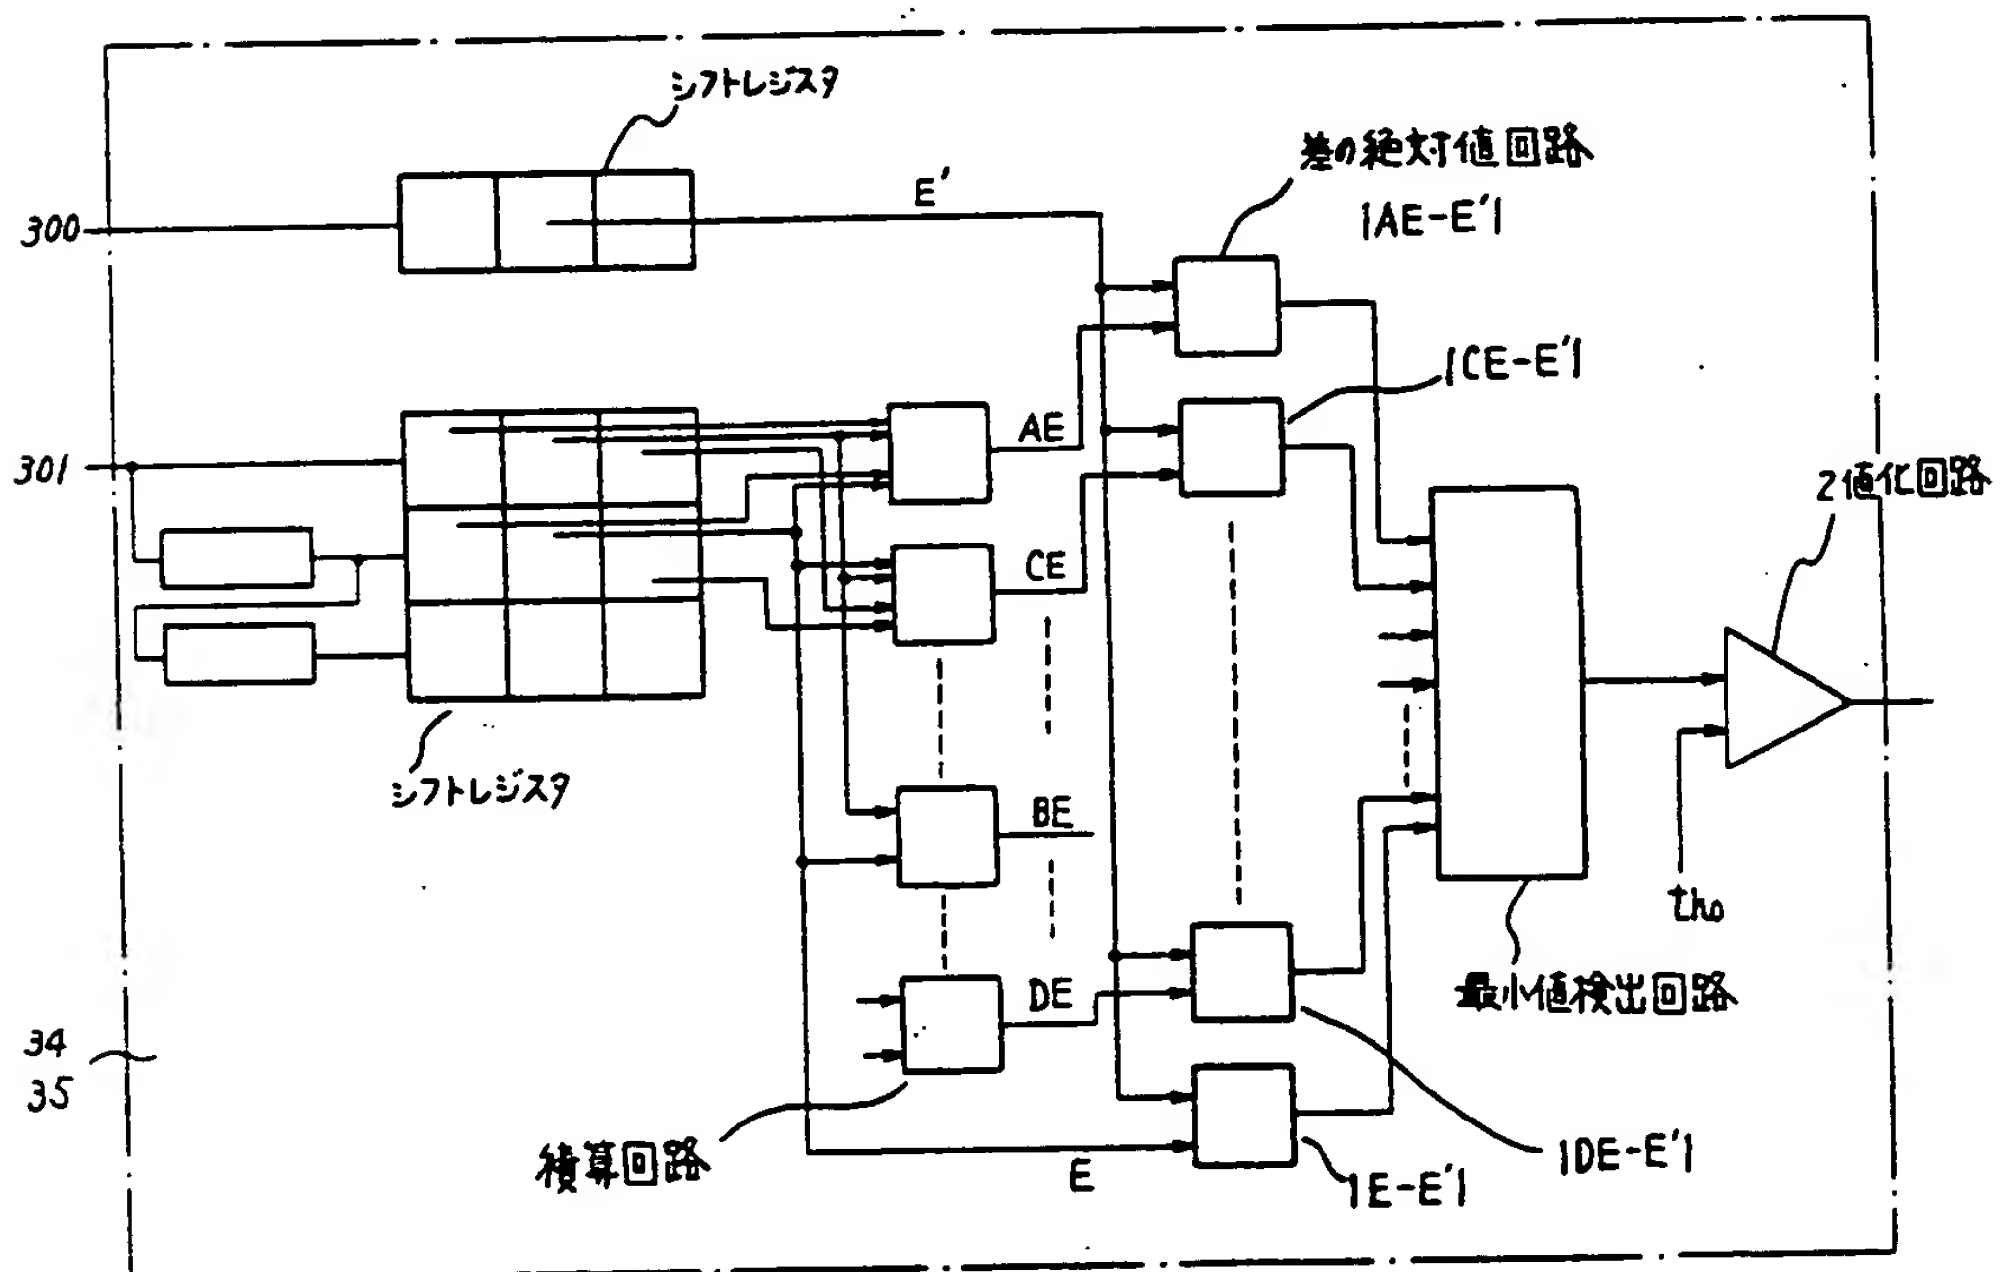 シフトレジスタ
差の絶対値回路
|AE-E'|
300
E'
|CE-E'|
301
AE
2値化回路
CE
シフトレジスタ
BE
tho
DE
最小値検出回路
34
35
積算回路
E
|E-E'|
|DE-E'|